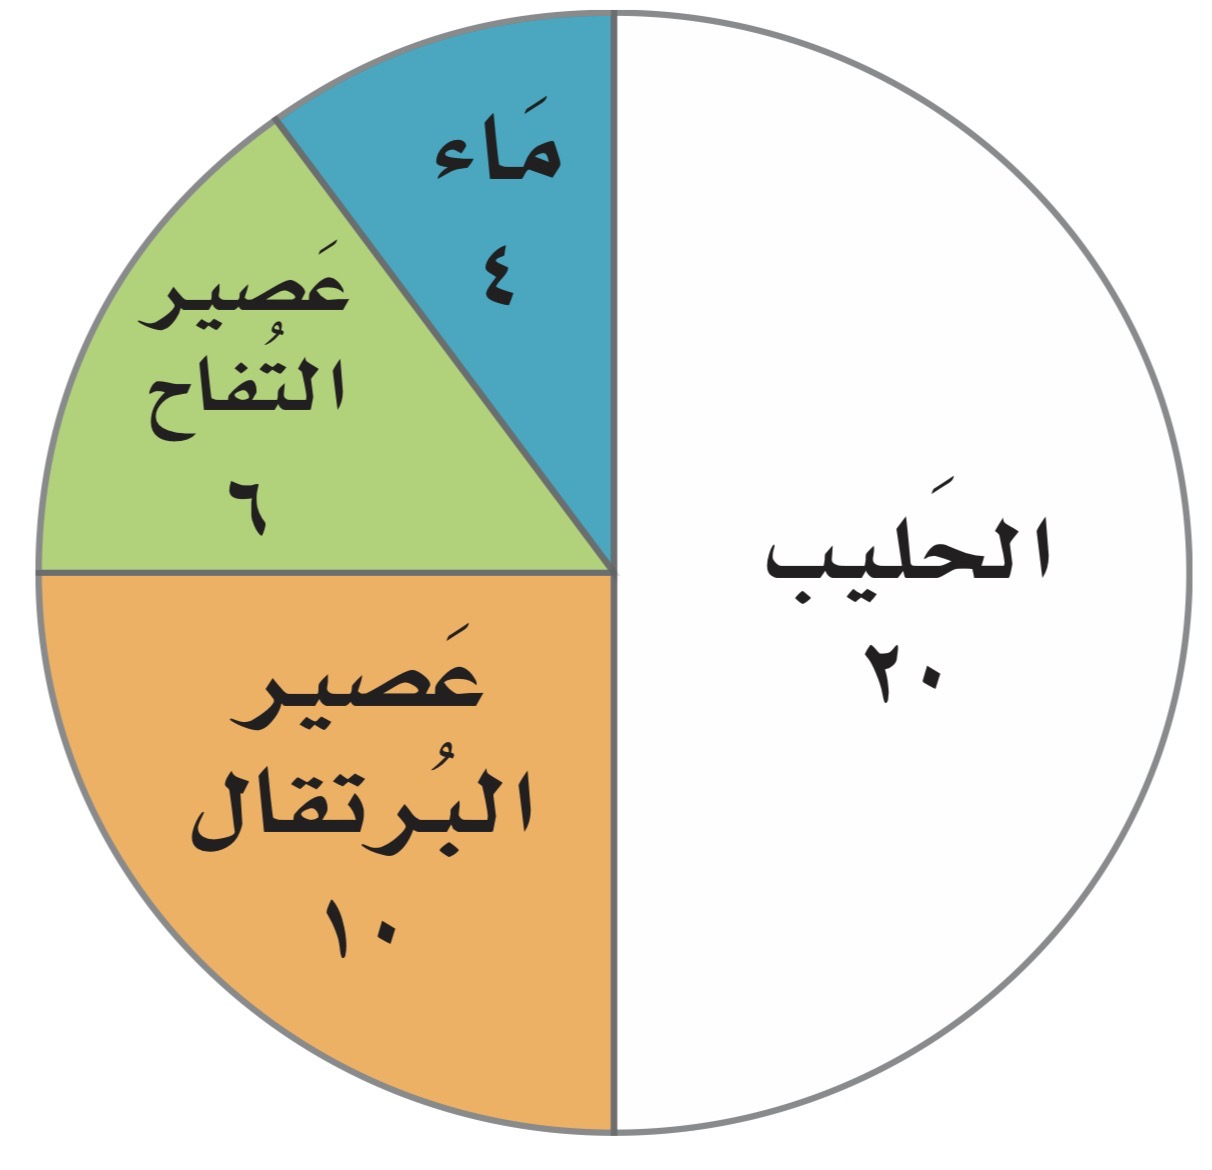 مَاء
٤
عَصير
التُفاح
٦
الحَليب
٢٠
عَصير
البُرتقال
١٠